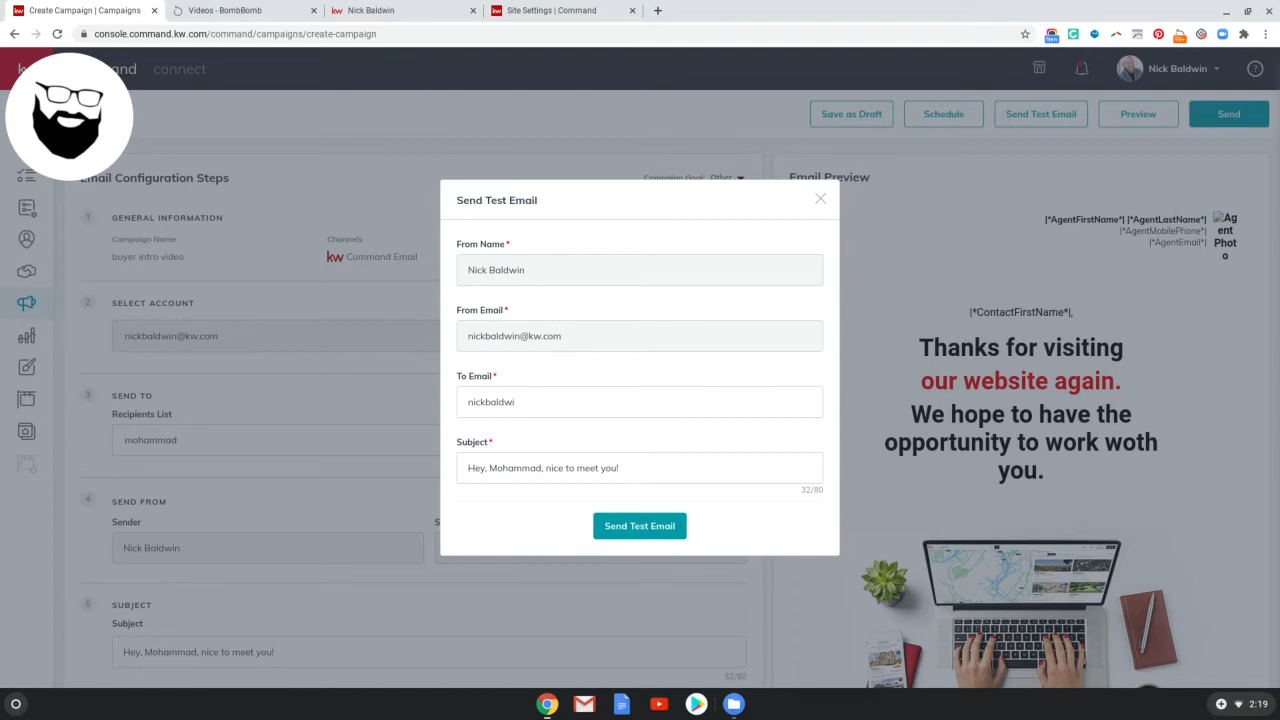 Create Campaign | Campaigns
Videos - BombBomb
kw Nick Baldwin
kw Site Settings | Command
console.command.kw.com/command/campaigns/create-campaign
connect
Nick Baldwin
Save as Draft
Schedule
Send Test Email
Preview
Send
Email Configuration Steps
Campaign Goal: Other
Email Preview
1 GENERAL INFORMATION
Campaign Name
Channels
buyer intro video
kw Command Email
2 SELECT ACCOUNT
nickbaldwin@kw.com
3 SEND TO
Recipients List
mohammad
4 SEND FROM
Sender
Nick Baldwin
5 SUBJECT
Subject
Hey, Mohammad, nice to meet you!
32/80
Send Test Email
From Name*
Nick Baldwin
From Email*
nickbaldwin@kw.com
To Email*
nickbaldwi
Subject*
Hey, Mohammad, nice to meet you!
32/80
Send Test Email
|*AgentFirstName*| |*AgentLastName*|
|*AgentMobilePhone*|
|*AgentEmail*|
Ag
ent
Phot
o
|*ContactFirstName*|,
Thanks for visiting
our website again.
We hope to have the
opportunity to work woth
you.
2:19